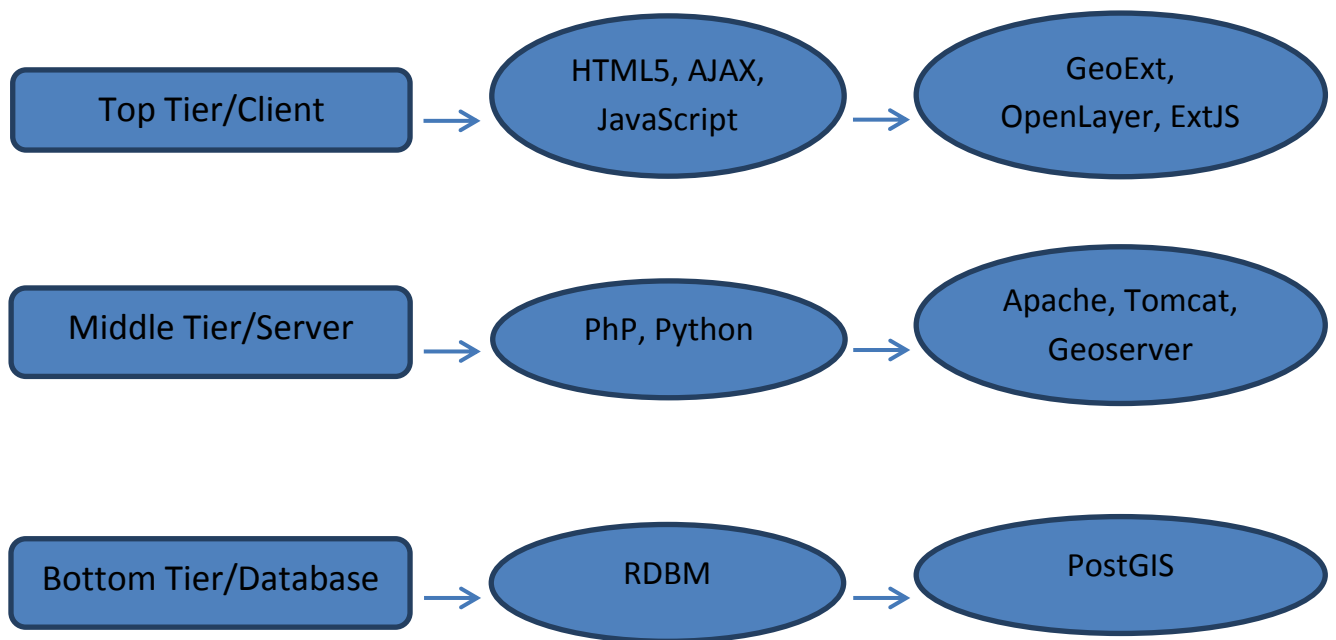 Top Tier/Client
HTML5, AJAX,
JavaScript
GeoExt,
OpenLayer, ExtJS
Middle Tier/Server
PhP, Python
Apache, Tomcat,
Geoserver
Bottom Tier/Database
RDBM
PostGIS